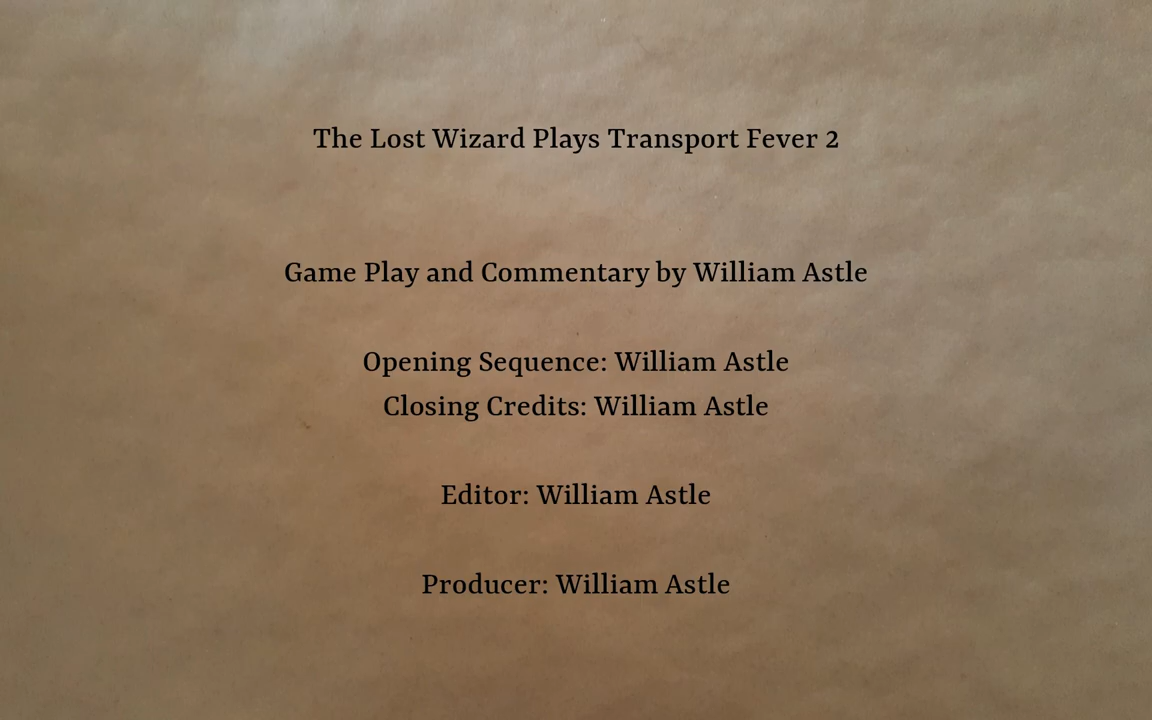 The Lost Wizard Plays Transport Fever 2
Game Play and Commentary by William Astle
Opening Sequence: William Astle
Closing Credits: William Astle
Editor: William Astle
Producer: William Astle